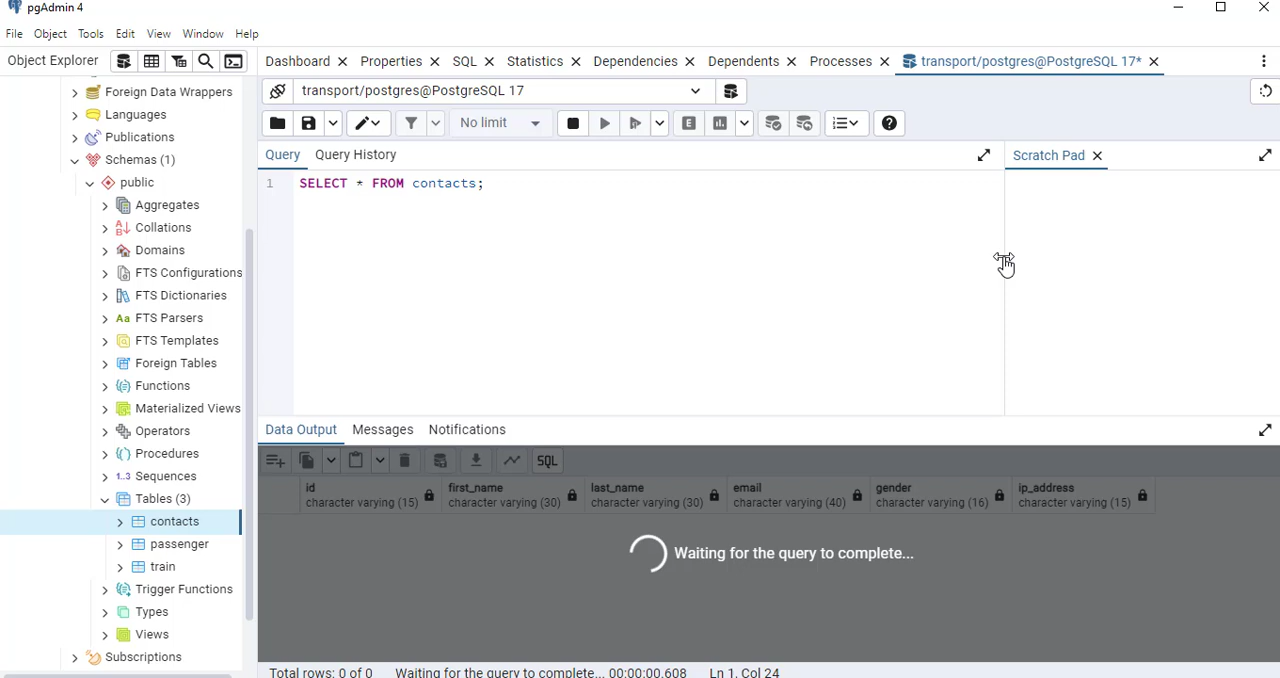 pgAdmin 4
File Object Tools Edit View Window Help
Object Explorer
Dashboard Properties SQL Statistics Dependencies Dependents Processes transport/postgres@PostgreSQL 17*
transport/postgres@PostgreSQL 17
No limit
E
Query Query History
Scratch Pad
1 SELECT * FROM contacts;
Foreign Data Wrappers
Languages
Publications
Schemas (1)
public
Aggregates
Collations
Domains
FTS Configurations
FTS Dictionaries
Aa FTS Parsers
FTS Templates
Foreign Tables
Functions
Materialized Views
Operators
Procedures
1..3 Sequences
Tables (3)
contacts
passenger
train
Trigger Functions
Types
Views
Subscriptions
Data Output Messages Notifications
SQL
id first_name last_name email gender ip_address
character varying (15) character varying (30) character varying (30) character varying (40) character varying (16) character varying (15)
Waiting for the query to complete...
Total rows: 0 of 0 Waiting for the query to complete... 00:00:00.608 Ln 1, Col 24